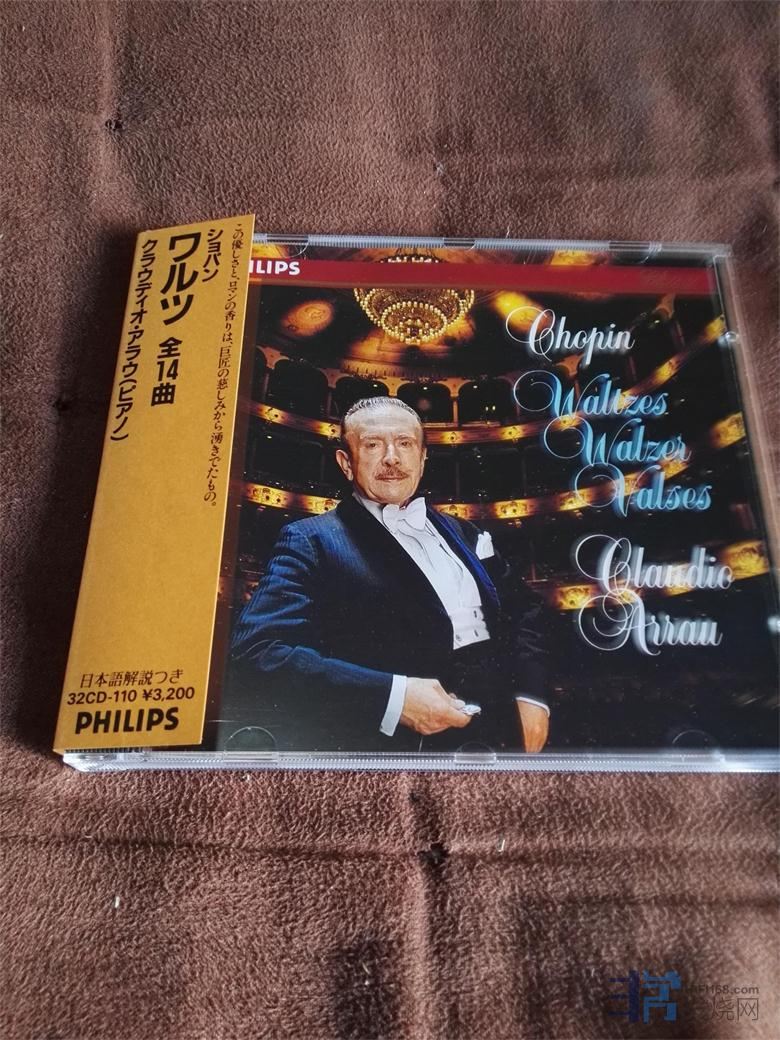 この優しさと、ロマンの香りは、巨匠の慈しみから湧きでたもの。
ショパン
ワルツ 全14曲
クラウディオ・アラウ(ピアノ)
日本語解説つき
32CD-110 ¥3,200
PHILIPS
ILIPS
Chopin
Waltzes
Walzer
Valses
Claudio
Arrau